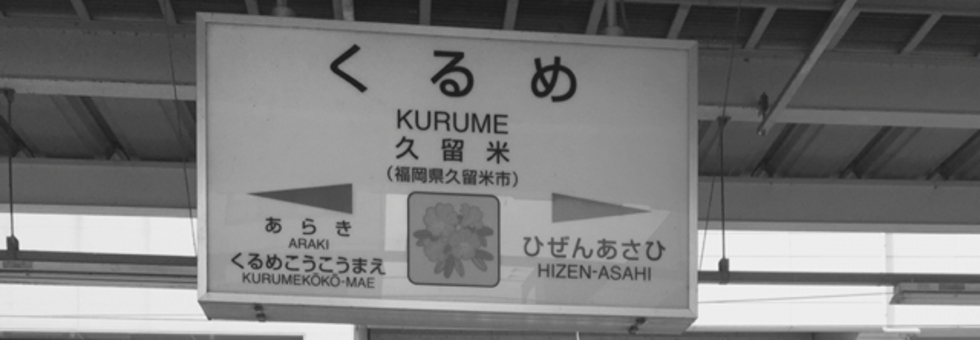 くるめ
KURUME
久留米
(福岡県久留米市)
あらき
ARAKI
くるめこうこうまえ
KURUMEKŌKŌ-MAE
ひぜんあさひ
HIZEN-ASAHI